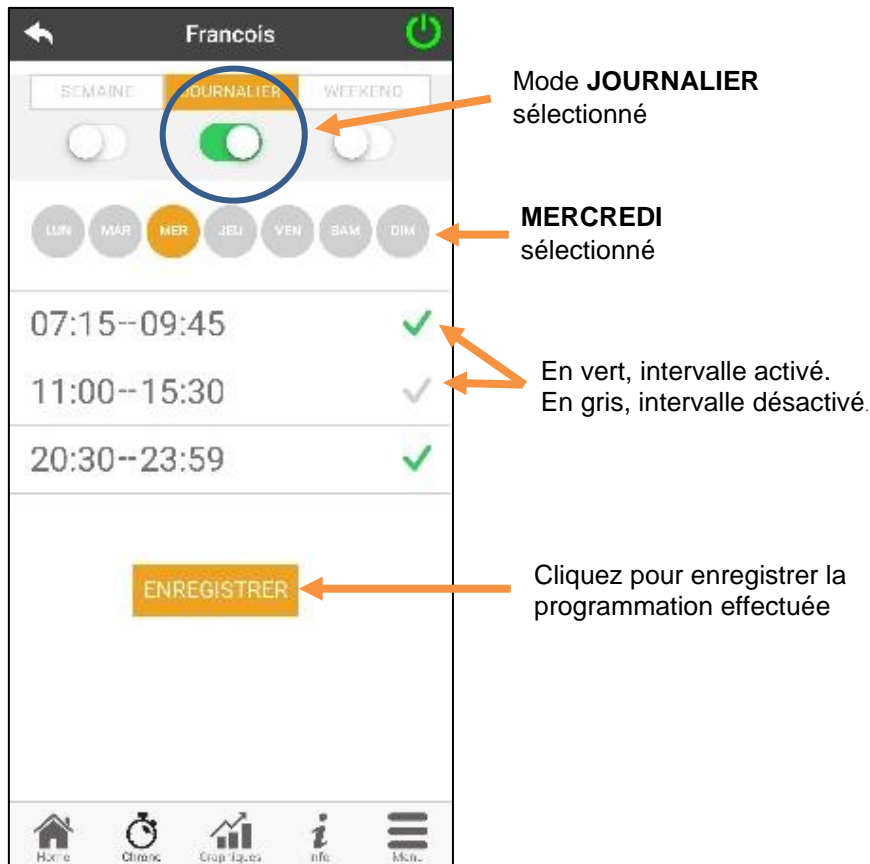 Francois
SEMAINE JOURNALIER WEEKEND
Mode JOURNALIER
sélectionné
LUN MAR MER JEU VEN SAM DIM
MERCREDI
sélectionné
07:15--09:45
11:00--15:30
20:30--23:59
En vert, intervalle activé.
En gris, intervalle désactivé.
ENREGISTRER
Cliquez pour enregistrer la
programmation effectuée
Home Chrono Graphiques Info Menu